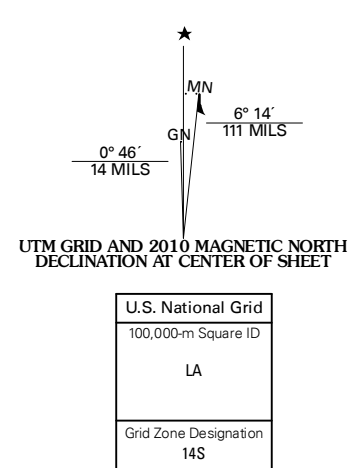 MN
6° 14´
111 MILS
GN
0° 46´
14 MILS
UTM GRID AND 2010 MAGNETIC NORTH
DECLINATION AT CENTER OF SHEET
U.S. National Grid
100,000-m Square ID
LA
Grid Zone Designation
14S